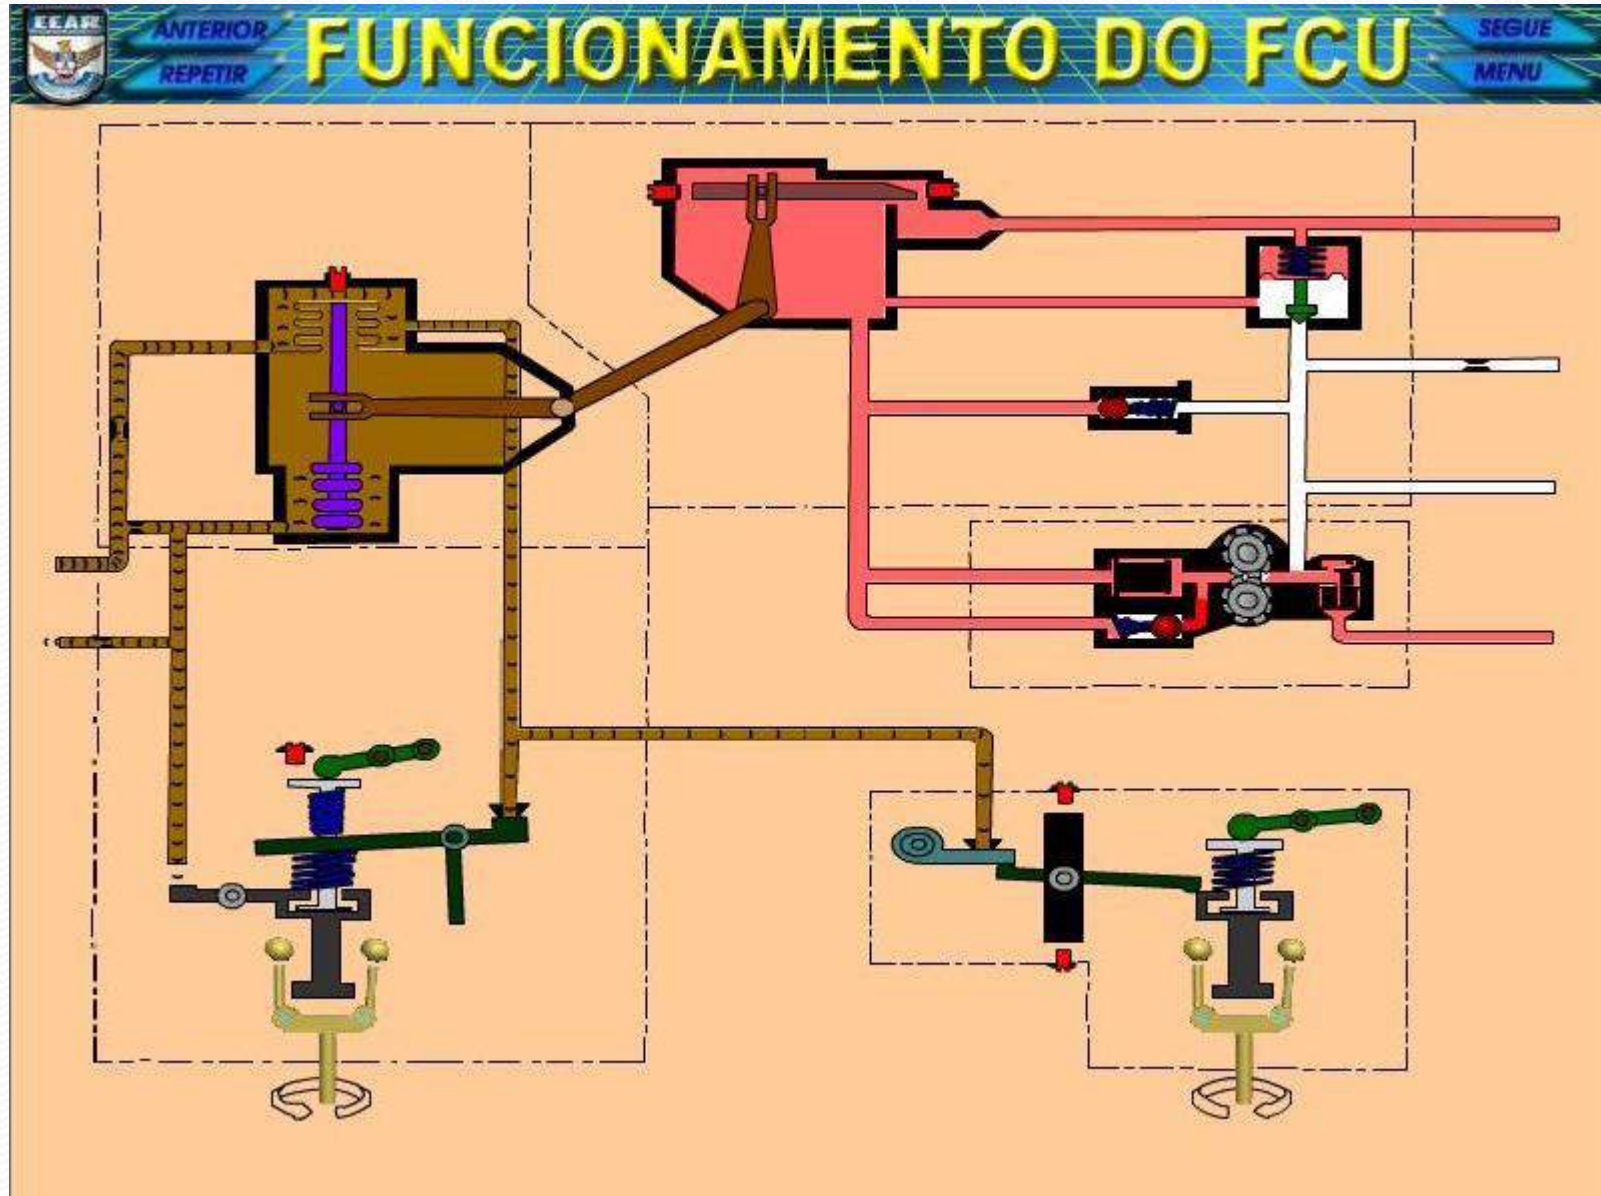 EEAR
ANTERIOR
REPETIR
FUNCIONAMENTO DO FCU
SEGUE
MENU